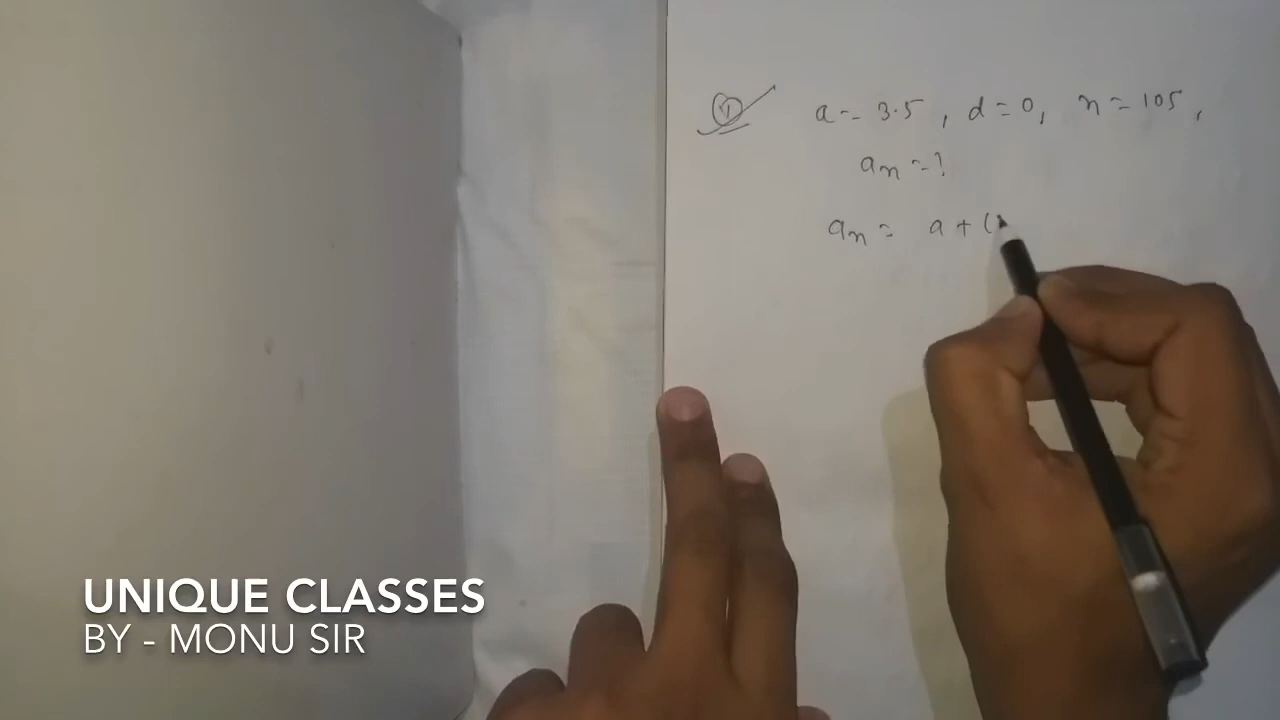 ① a = 3.5 , d = 0, n = 105 ,
an = ?
an = a + (
UNIQUE CLASSES
BY - MONU SIR